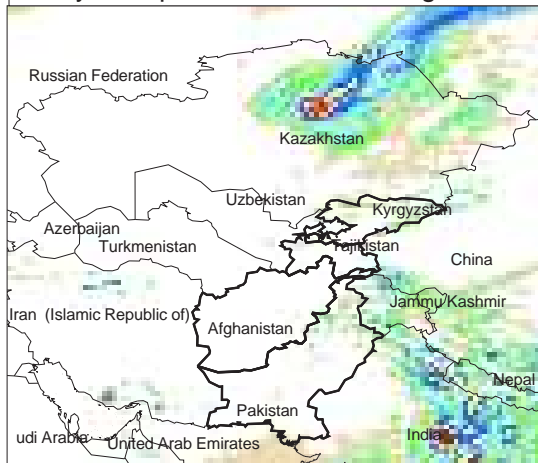 Russian Federation
Kazakhstan
Uzbekistan
Kyrgyzstan
Azerbaijan
Turkmenistan
Tajikistan
China
Jammu/Kashmir
Iran (Islamic Republic of)
Afghanistan
Nepal
Pakistan
India
udi Arabia
United Arab Emirates